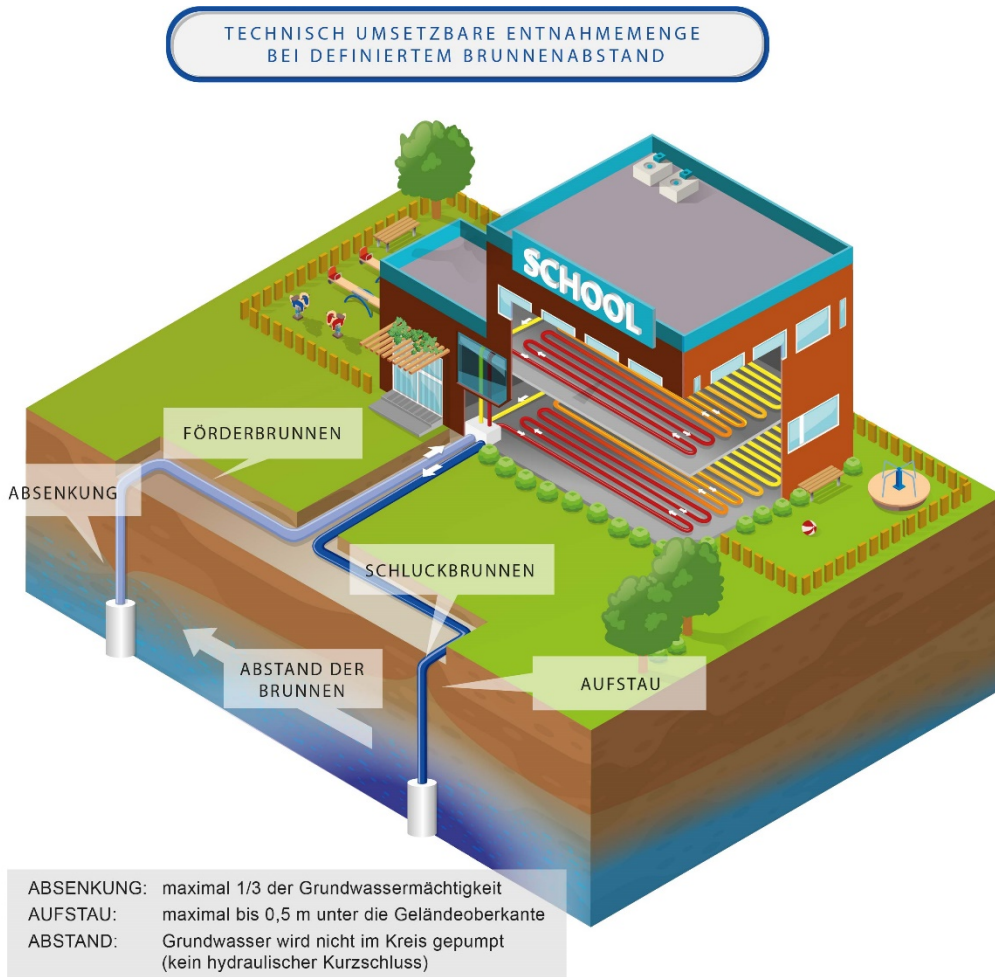 TECHNISCH UMSETZBARE ENTNAHMEMENGE
BEI DEFINIERTEM BRUNNENABSTAND
SCHOOL
FÖRDERBRUNNEN
ABSENKUNG
SCHLUCKBRUNNEN
ABSTAND DER
BRUNNEN
AUFSTAU
ABSENKUNG: maximal 1/3 der Grundwassermächtigkeit
AUFSTAU: maximal bis 0,5 m unter die Geländeoberkante
ABSTAND: Grundwasser wird nicht im Kreis gepumpt
(kein hydraulischer Kurzschluss)